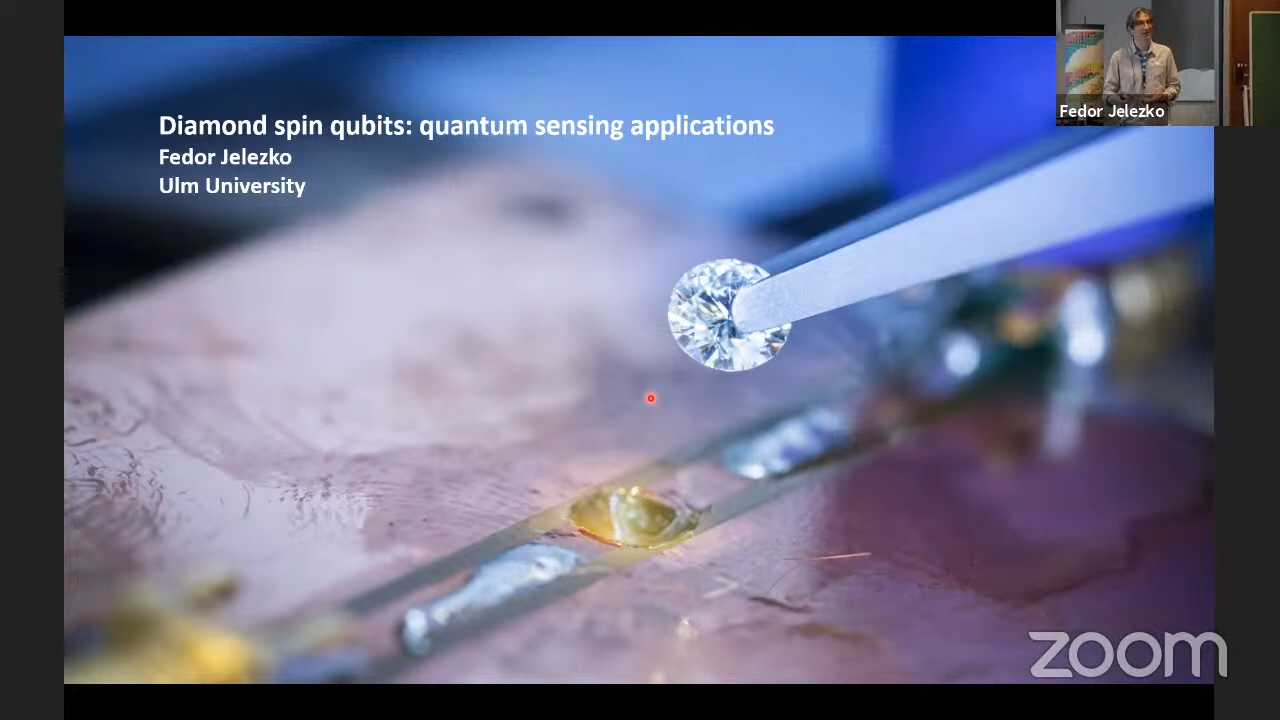 Diamond spin qubits: quantum sensing applications
Fedor Jelezko
Ulm University
Fedor Jelezko
zoom